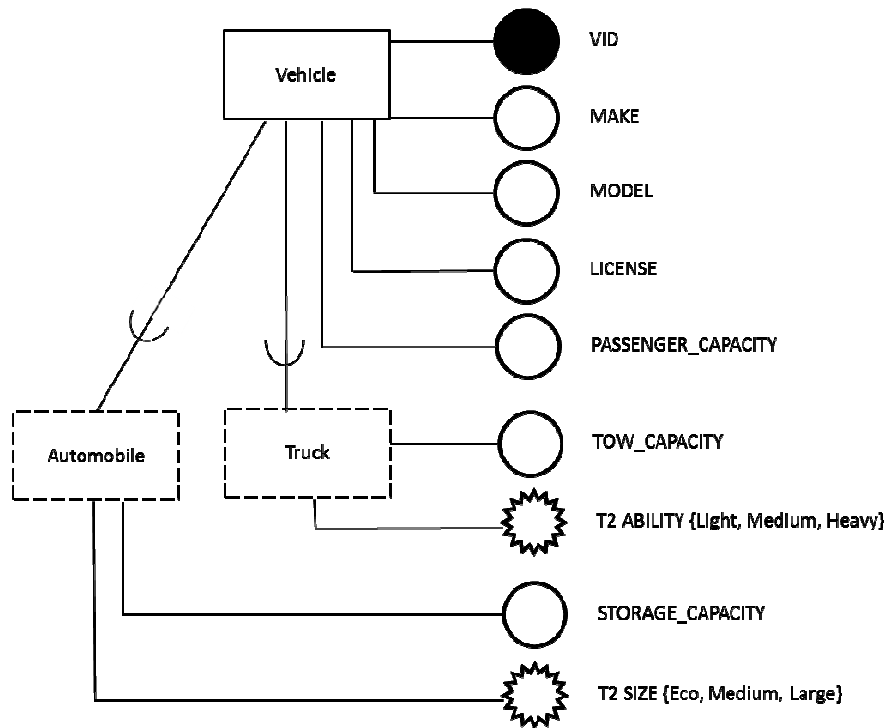 Vehicle
VID
MAKE
MODEL
LICENSE
PASSENGER_CAPACITY
Automobile
Truck
TOW_CAPACITY
T2 ABILITY {Light, Medium, Heavy}
STORAGE_CAPACITY
T2 SIZE {Eco, Medium, Large}